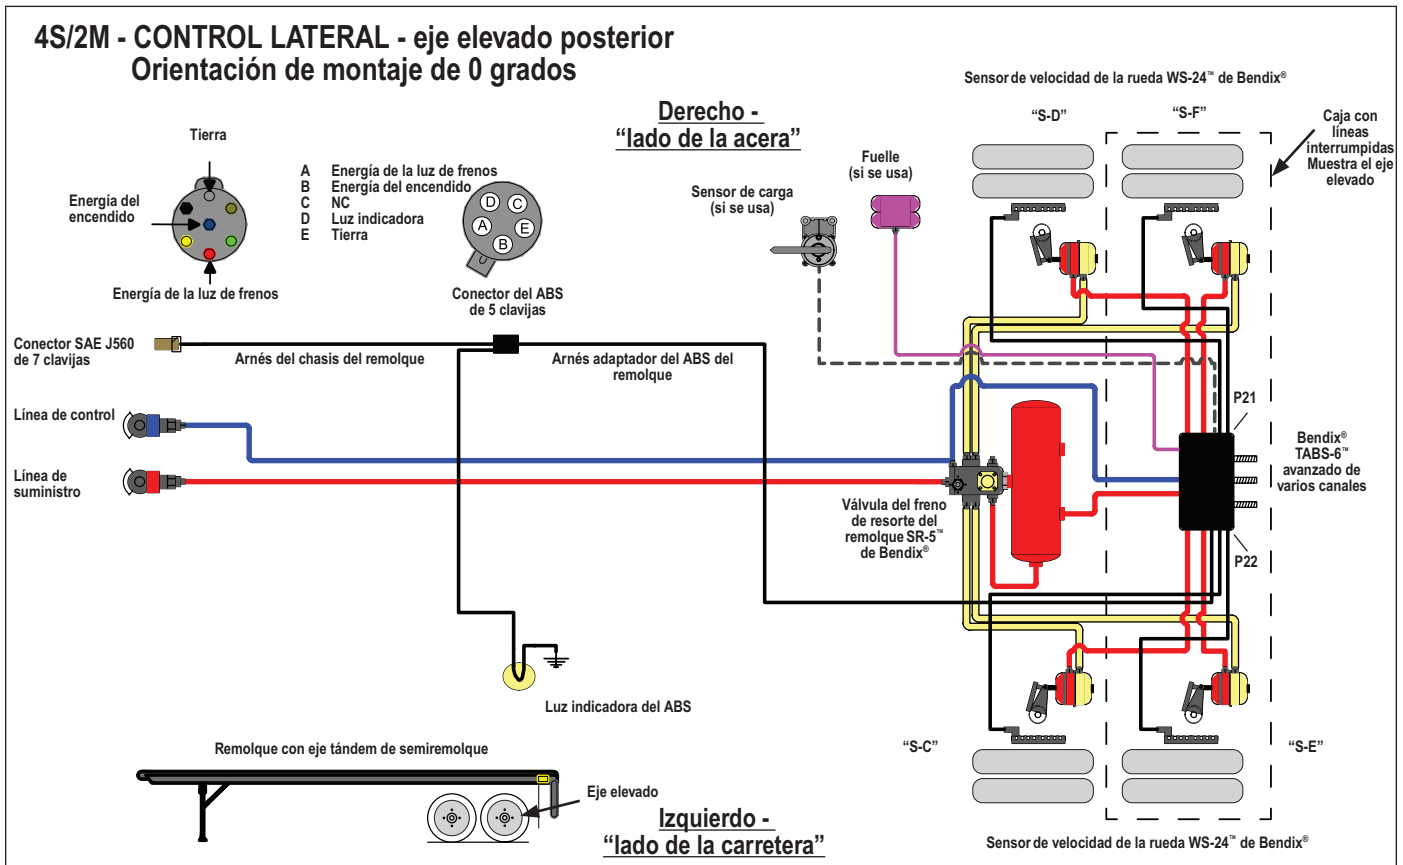 4S/2M - CONTROL LATERAL - eje elevado posterior
Orientación de montaje de 0 grados
Derecho -
“lado de la acera”
Sensor de velocidad de la rueda WS-24™ de Bendix®
“S-D”
“S-F”
Caja con
líneas
interrumpidas
Muestra el eje
elevado
Tierra
Energía del
encendido
Energía de la luz de frenos
A Energía de la luz de frenos
B Energía del encendido
C NC
D Luz indicadora
E Tierra
D
C
A
E
B
Conector del ABS
de 5 clavijas
Sensor de carga
(si se usa)
Fuelle
(si se usa)
Conector SAE J560
de 7 clavijas
Arnés del chasis del remolque
Arnés adaptador del ABS del
remolque
Línea de control
Línea de
suministro
Válvula del freno
de resorte del
remolque SR-5™
de Bendix®
P21
Bendix®
TABS-6™
avanzado de
varios canales
P22
Luz indicadora del ABS
“S-C”
“S-E”
Remolque con eje tándem de semiremolque
Eje elevado
Izquierdo -
“lado de la carretera”
Sensor de velocidad de la rueda WS-24™ de Bendix®